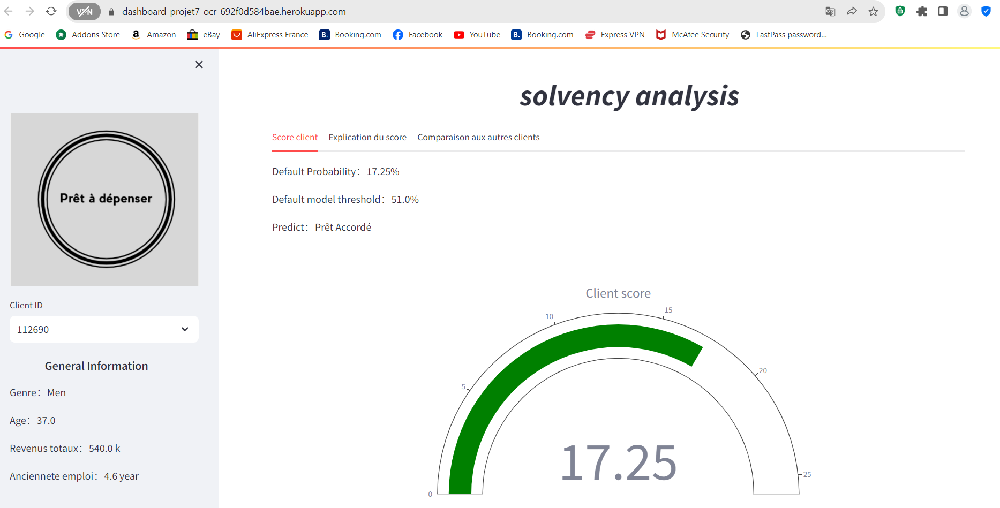 VPN dashboard-projet7-ocr-692f0d584bae.herokuapp.com
Google Addons Store Amazon eBay AliExpress France Booking.com Facebook YouTube Booking.com Express VPN McAfee Security LastPass password...
Prêt à dépenser
Client ID
112690
General Information
Genre: Men
Age: 37.0
Revenus totaux: 540.0 k
Anciennete emploi: 4.6 year
solvency analysis
Score client Explication du score Comparaison aux autres clients
Default Probability: 17.25%
Default model threshold: 51.0%
Predict: Prêt Accordé
Client score
0
5
10
15
20
25
17.25